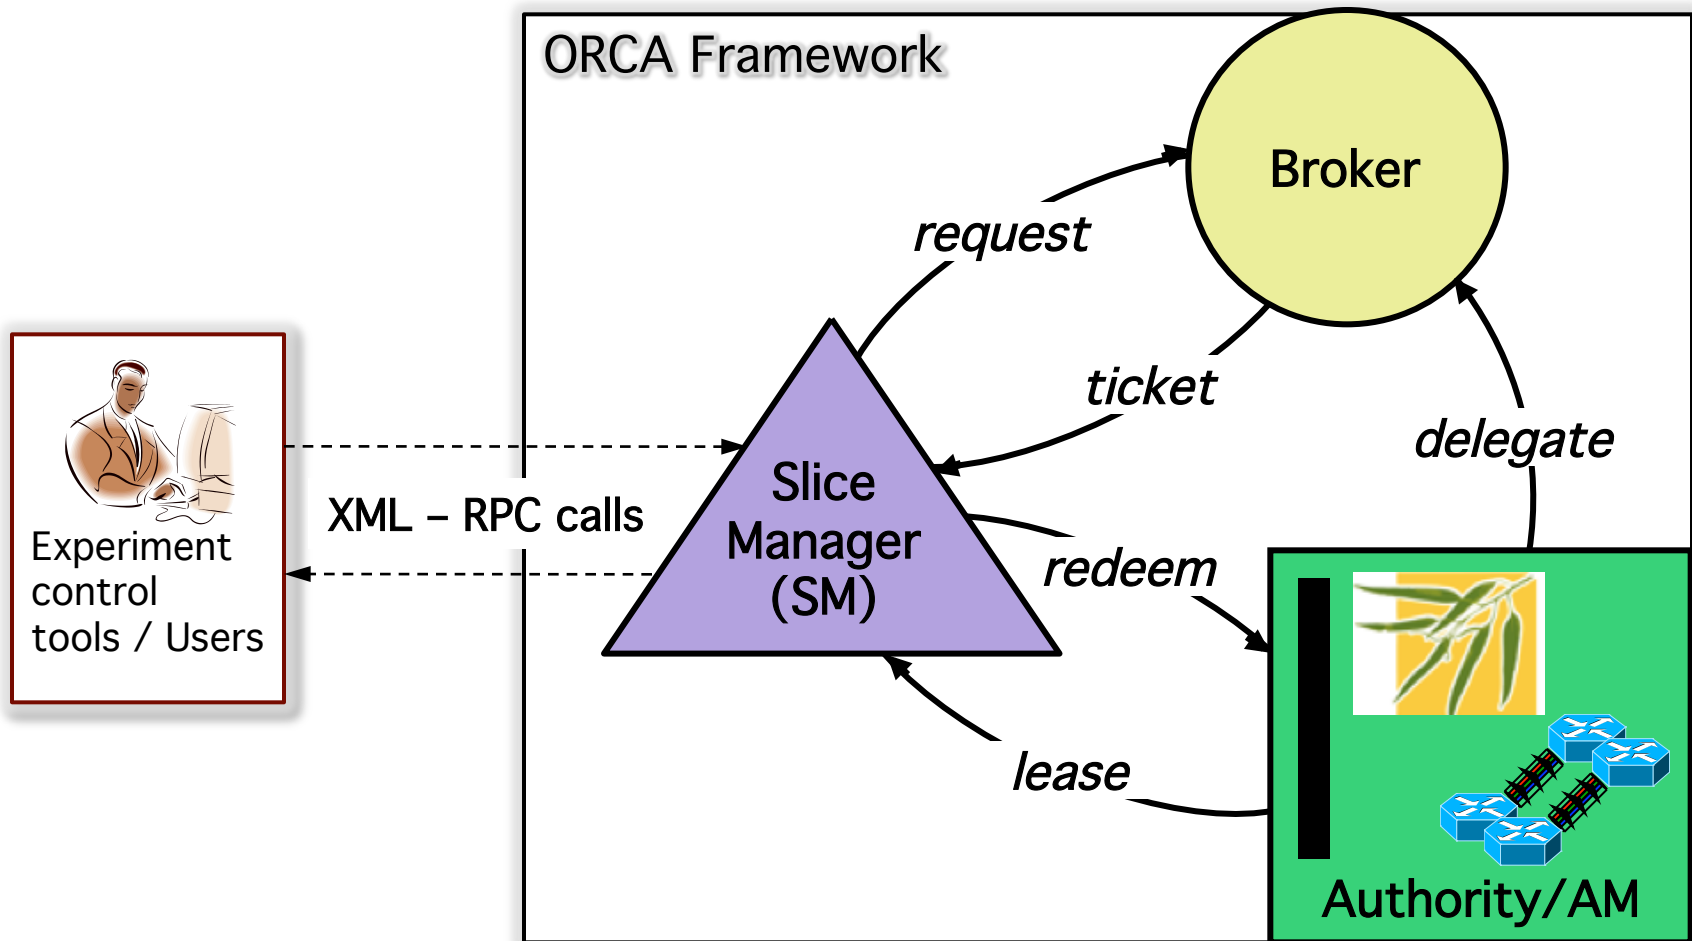 ORCA Framework
Broker
request
ticket
delegate
Slice
Manager
(SM)
XML – RPC calls
Experiment
control
tools / Users
redeem
lease
Authority/AM